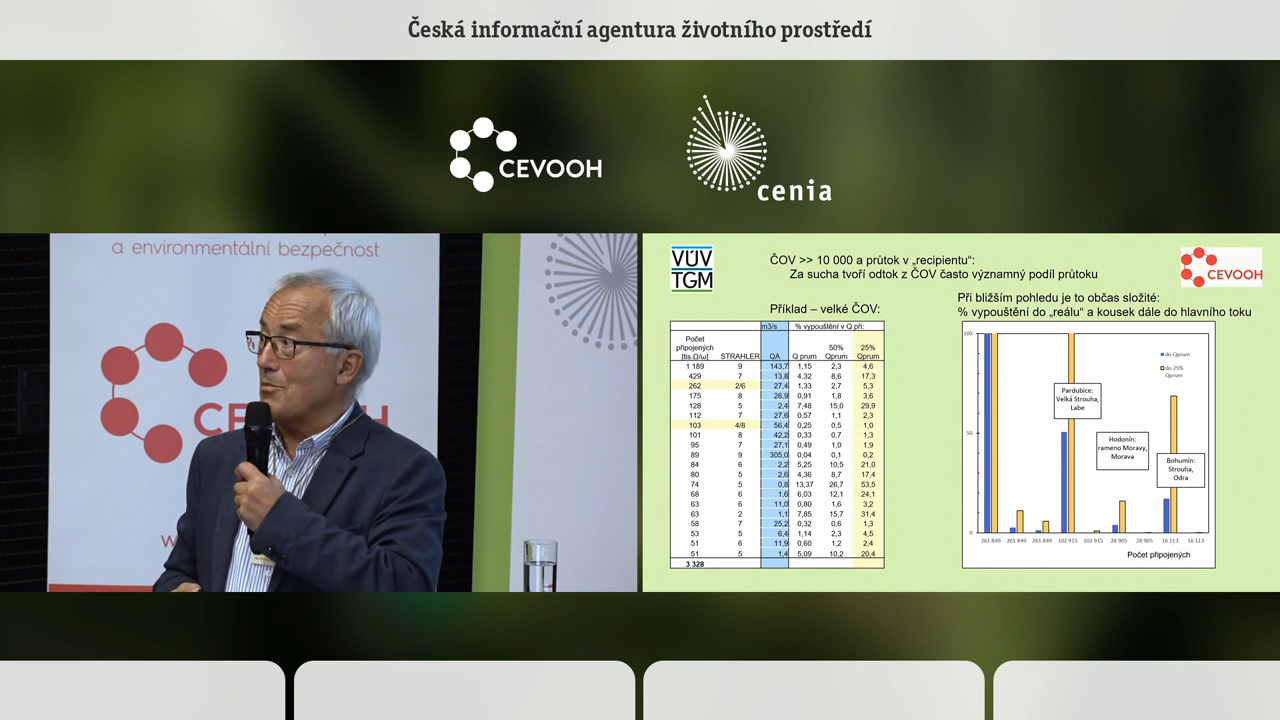 Česká informační agentura životního prostředí
CEVOOH
cenia
a environmentální bezpečnost
CEVOOH
w
VÚV
TGM
ČOV >> 10 000 a průtok v „recipientu“:
Za sucha tvoří odtok z ČOV často významný podíl průtoku
CEVOOH
Příklad – velké ČOV:
Při bližším pohledu je to občas složité:
% vypouštění do „reálu“ a kousek dále do hlavního toku
m3/s % vypouštění v Q při:
Počet
připojených
[tis.Ω/ω] STRAHLER QA Q prum 50% Qprum 25% Qprum
1 189 9 143,7 1,15 2,3 4,6
429 7 13,8 4,32 8,6 17,3
262 2/6 27,4 1,33 2,7 5,3
175 8 26,9 0,91 1,8 3,6
128 5 2,4 7,48 15,0 29,9
112 7 27,6 0,57 1,1 2,3
103 4/8 56,4 0,25 0,5 1,0
101 8 42,2 0,33 0,7 1,3
95 7 27,1 0,49 1,0 1,9
89 9 305,0 0,04 0,1 0,2
84 6 2,2 5,25 10,5 21,0
80 5 2,6 4,36 8,7 17,4
74 5 0,8 13,37 26,7 53,5
68 6 1,6 6,03 12,1 24,1
63 6 11,0 0,80 1,6 3,2
63 2 1,1 7,85 15,7 31,4
58 7 25,2 0,32 0,6 1,3
53 5 6,4 1,14 2,3 4,5
51 6 11,9 0,60 1,2 2,4
51 5 1,4 5,09 10,2 20,4
3 328
100
50
0
do Qprum
do 25%
Qprum
Pardubice:
Velká Strouha,
Labe
Hodonín:
rameno Moravy,
Morava
Bohumín:
Strouha,
Odra
261 849 261 849 261 849 102 915 102 915 28 905 28 905 16 113 16 113
Počet připojených